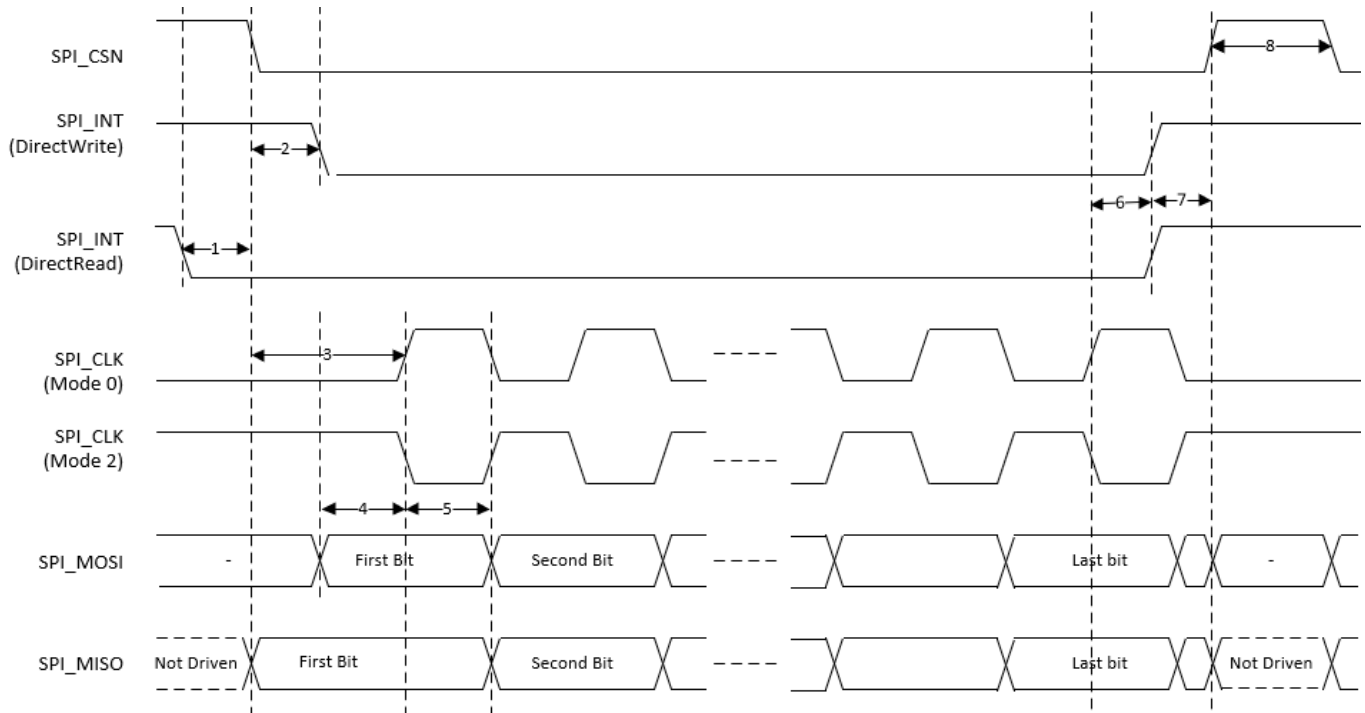 SPI_CSN
8
SPI_INT
(DirectWrite)
2
6
7
SPI_INT
(DirectRead)
1
SPI_CLK
(Mode 0)
3
SPI_CLK
(Mode 2)
4
5
SPI_MOSI
-
First Bit
Second Bit
Last bit
-
SPI_MISO
Not Driven
First Bit
Second Bit
Last bit
Not Driven